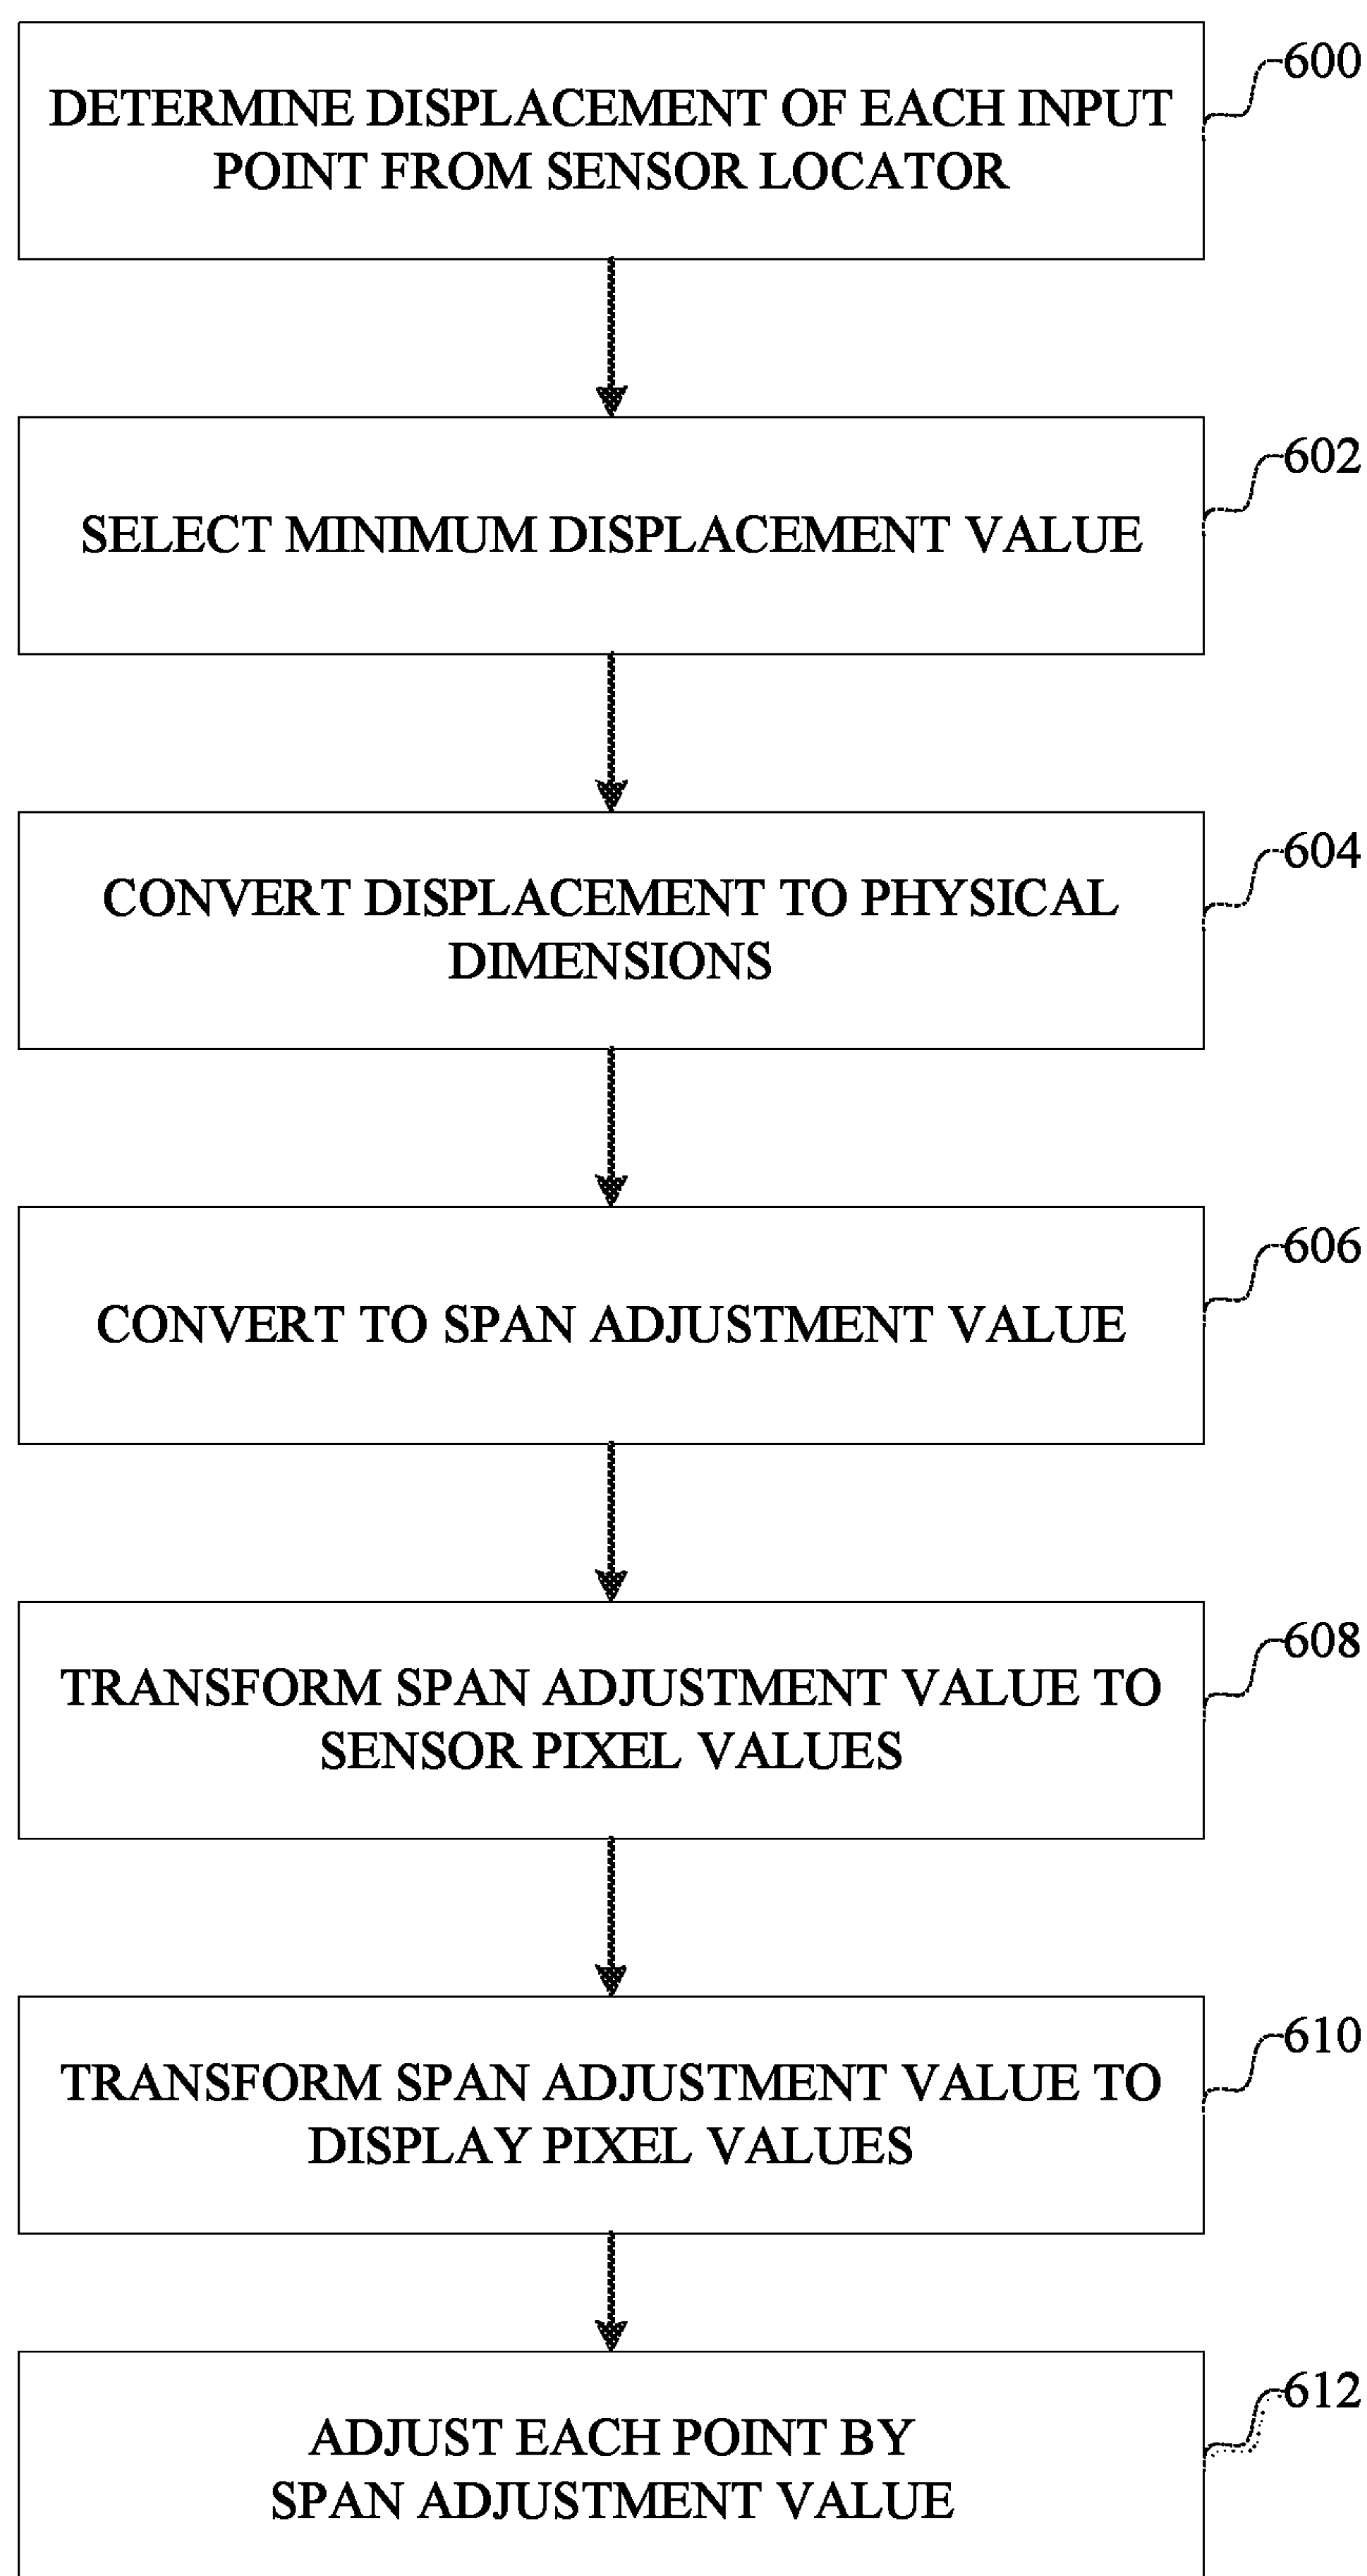 DETERMINE DISPLACEMENT OF EACH INPUT
POINT FROM SENSOR LOCATOR
600
SELECT MINIMUM DISPLACEMENT VALUE
602
CONVERT DISPLACEMENT TO PHYSICAL
DIMENSIONS
604
CONVERT TO SPAN ADJUSTMENT VALUE
606
TRANSFORM SPAN ADJUSTMENT VALUE TO
SENSOR PIXEL VALUES
608
TRANSFORM SPAN ADJUSTMENT VALUE TO
DISPLAY PIXEL VALUES
610
ADJUST EACH POINT BY
SPAN ADJUSTMENT VALUE
612